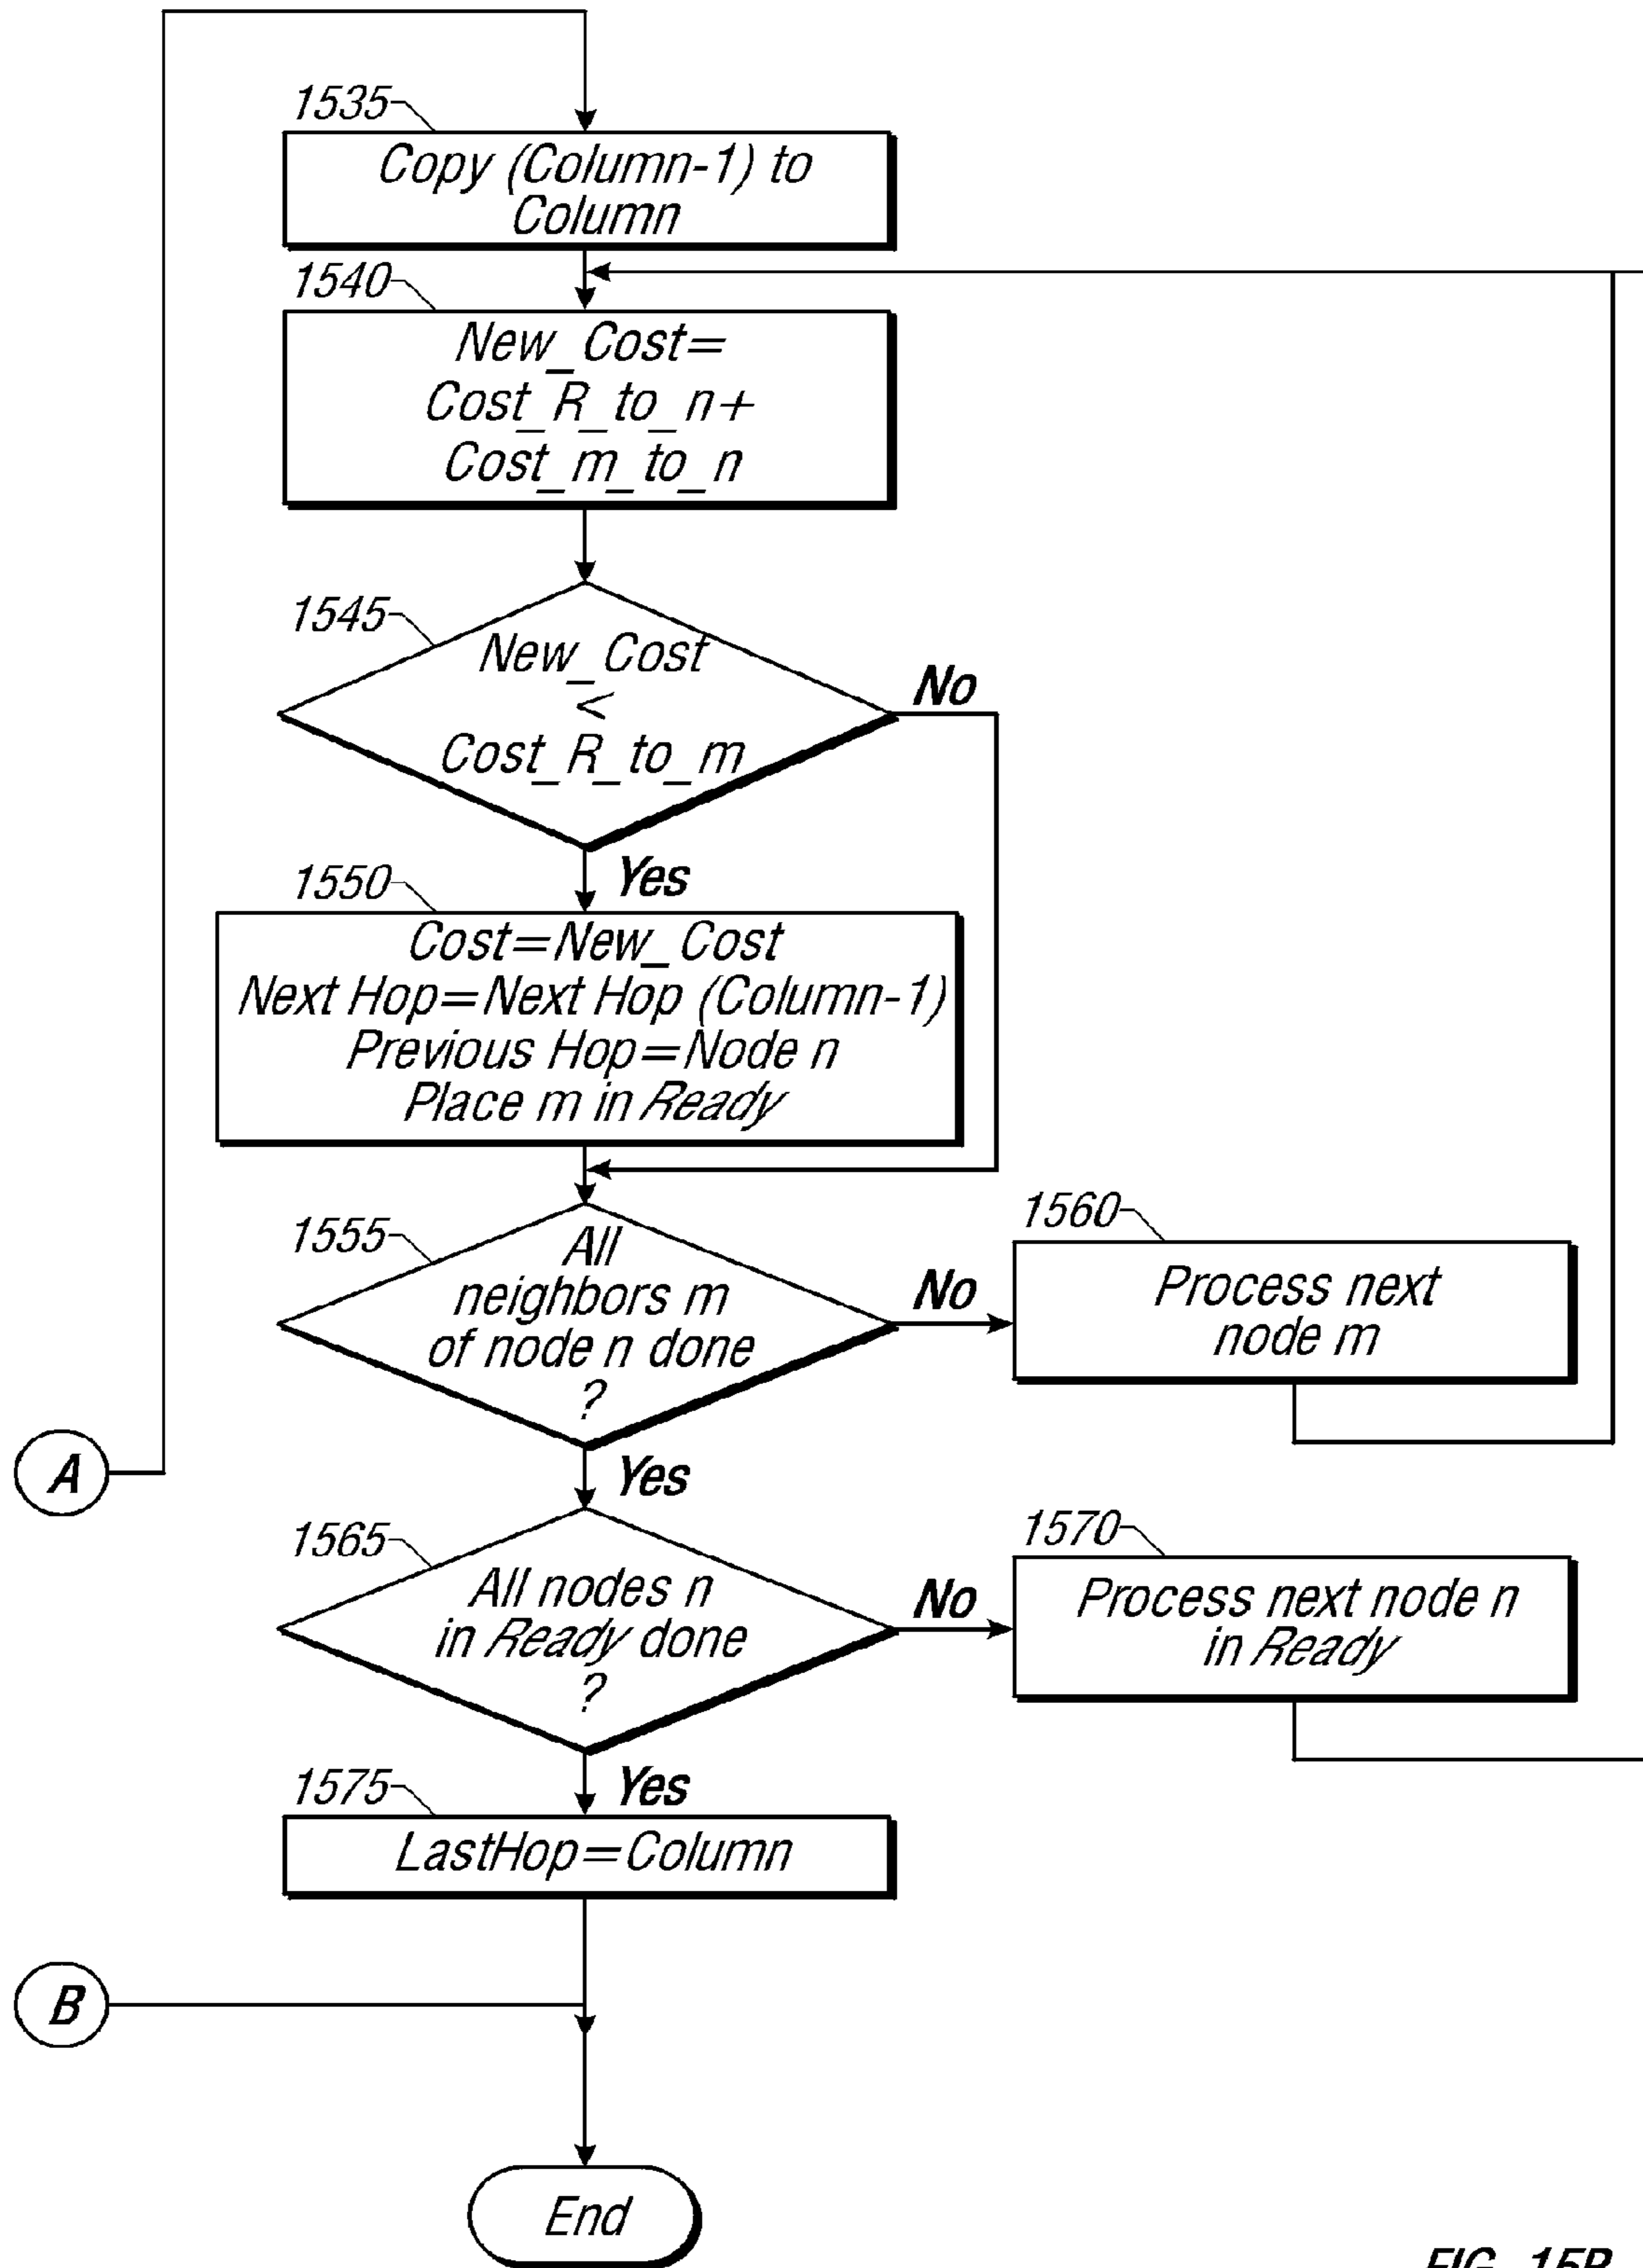 1535
Copy (Column-1) to
Column
1540
New_Cost=
Cost_R_to_n+
Cost_m_to_n
1545
New_Cost
<
Cost_R_to_m
No
Yes
1550
Cost=New_Cost
Next Hop=Next Hop (Column-1)
Previous Hop=Node n
Place m in Ready
1555
All
neighbors m
of node n done
?
No
1560
Process next
node m
A
Yes
1565
All nodes n
in Ready done
?
No
1570
Process next node n
in Ready
Yes
1575
LastHop=Column
B
End
FIG. 15B